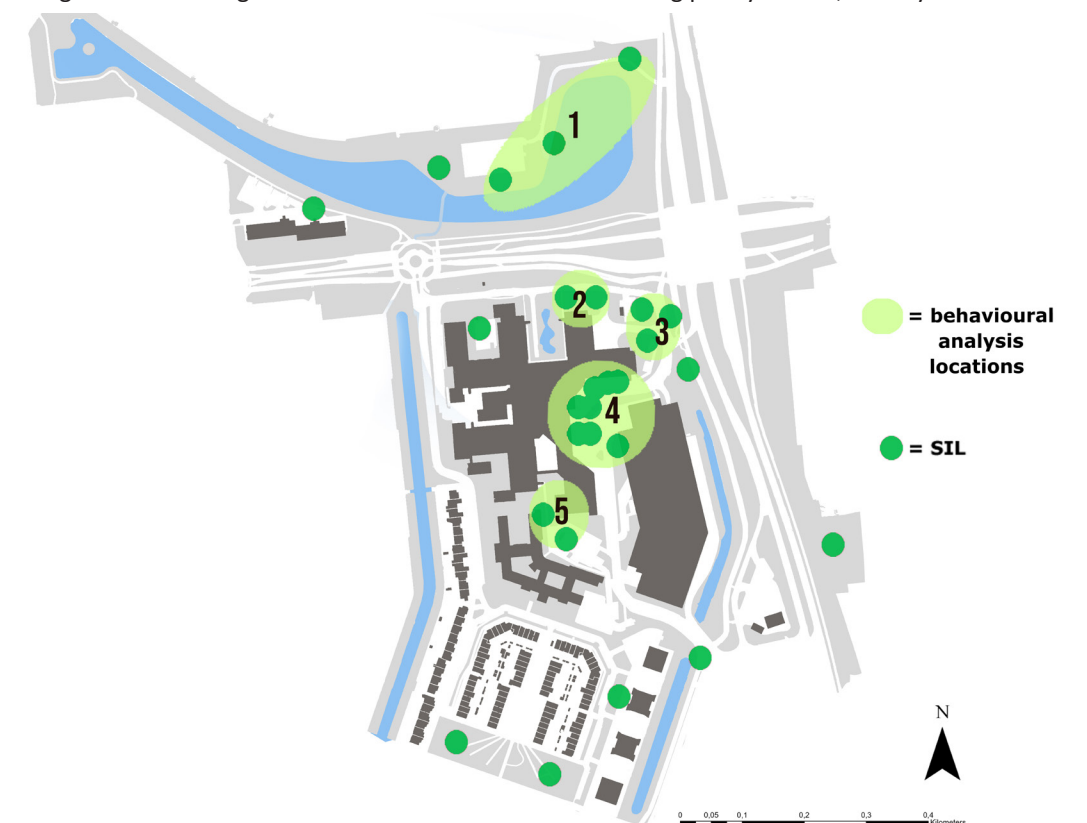 1
2
3
4
5
= behavioural
analysis
locations
= SIL
N
0 0,05 0,1 0,2 0,3 0,4
Kilometers